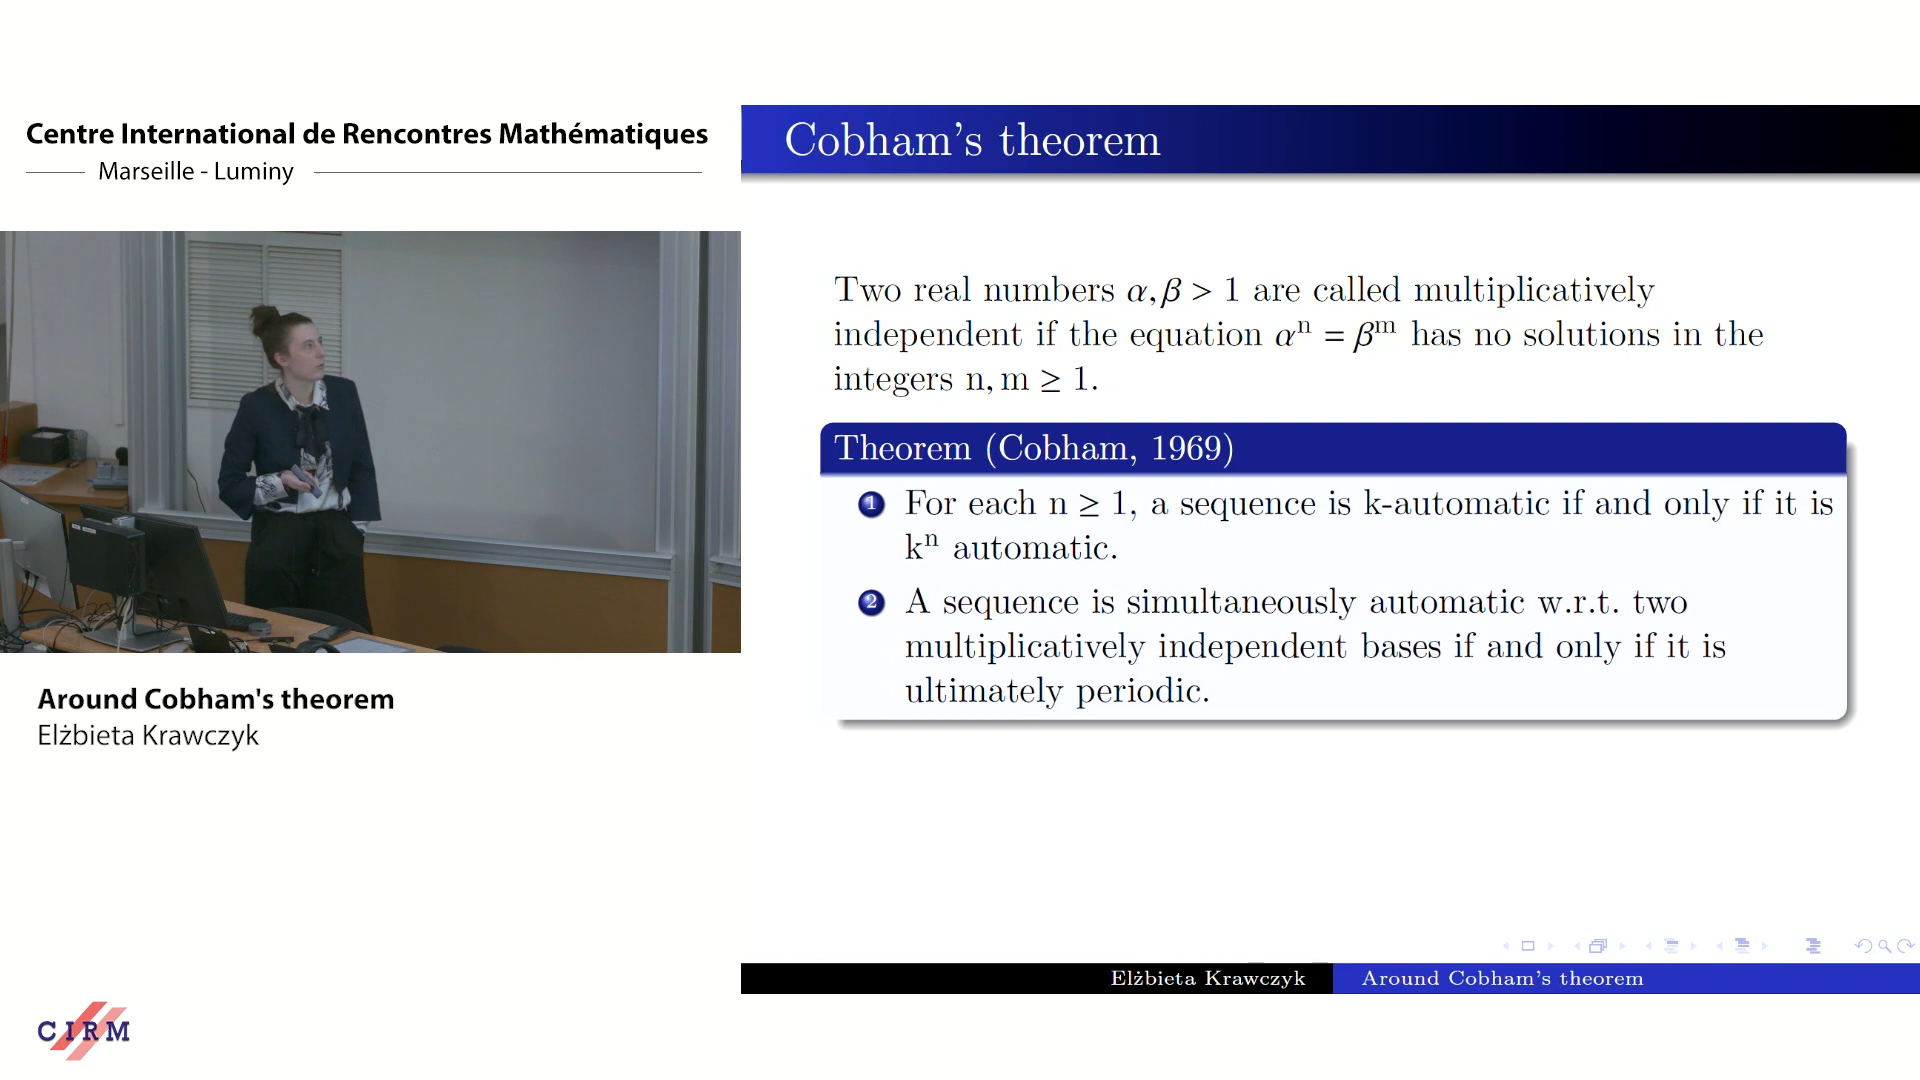 Centre International de Rencontres Mathématiques
Marseille - Luminy
Around Cobham's theorem
Elżbieta Krawczyk
CIRM
Cobham's theorem
Two real numbers α, β > 1 are called multiplicatively
independent if the equation αⁿ = βᵐ has no solutions in the
integers n, m ≥ 1.
Theorem (Cobham, 1969)
1 For each n ≥ 1, a sequence is k-automatic if and only if it is
kⁿ automatic.
2 A sequence is simultaneously automatic w.r.t. two
multiplicatively independent bases if and only if it is
ultimately periodic.
Elżbieta Krawczyk
Around Cobham's theorem